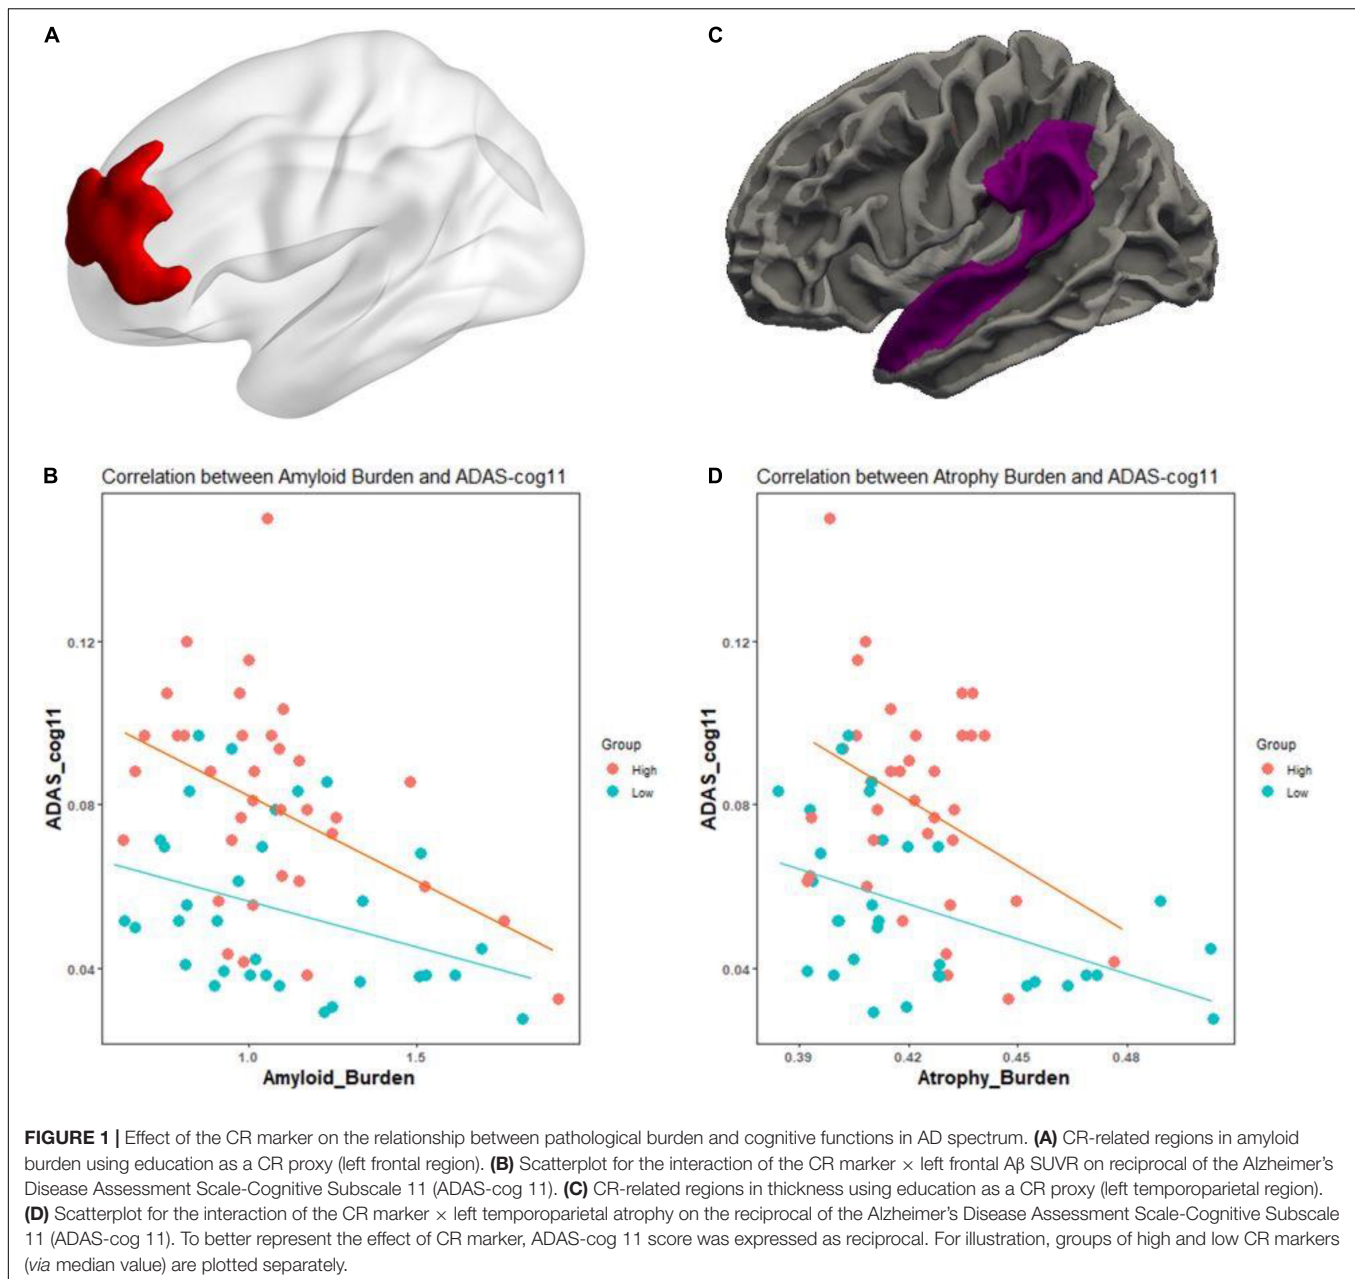 A
C
B
Correlation between Amyloid Burden and ADAS-cog11
0.12
0.08
0.04
ADAS_cog11
1.0
1.5
Amyloid_Burden
Group
High
Low
D
Correlation between Atrophy Burden and ADAS-cog11
0.12
0.08
0.04
ADAS_cog11
0.39
0.42
0.45
0.48
Atrophy_Burden
Group
High
Low
FIGURE 1 | Effect of the CR marker on the relationship between pathological burden and cognitive functions in AD spectrum. (A) CR-related regions in amyloid
burden using education as a CR proxy (left frontal region). (B) Scatterplot for the interaction of the CR marker × left frontal Aβ SUVR on reciprocal of the Alzheimer's
Disease Assessment Scale-Cognitive Subscale 11 (ADAS-cog 11). (C) CR-related regions in thickness using education as a CR proxy (left temporoparietal region).
(D) Scatterplot for the interaction of the CR marker × left temporoparietal atrophy on the reciprocal of the Alzheimer's Disease Assessment Scale-Cognitive Subscale
11 (ADAS-cog 11). To better represent the effect of CR marker, ADAS-cog 11 score was expressed as reciprocal. For illustration, groups of high and low CR markers
(via median value) are plotted separately.